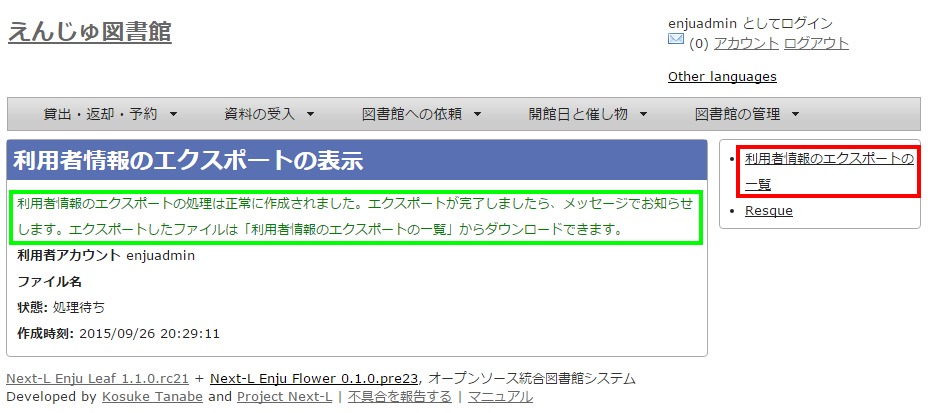 えんじゅ図書館
enjuadmin としてログイン
(0) アカウント ログアウト
Other languages
貸出・返却・予約 資料の受入 図書館への依頼 開館日と催し物 図書館の管理
利用者情報のエクスポートの表示
利用者情報のエクスポートの処理は正常に作成されました。エクスポートが完了しましたら、メッセージでお知らせ
します。エクスポートしたファイルは「利用者情報のエクスポートの一覧」からダウンロードできます。
利用者アカウント enjuadmin
ファイル名
状態: 処理待ち
作成時刻: 2015/09/26 20:29:11
利用者情報のエクスポートの
一覧
Resque
Next-L Enju Leaf 1.1.0.rc21 + Next-L Enju Flower 0.1.0.pre23, オープンソース統合図書館システム
Developed by Kosuke Tanabe and Project Next-L | 不具合を報告する | マニュアル